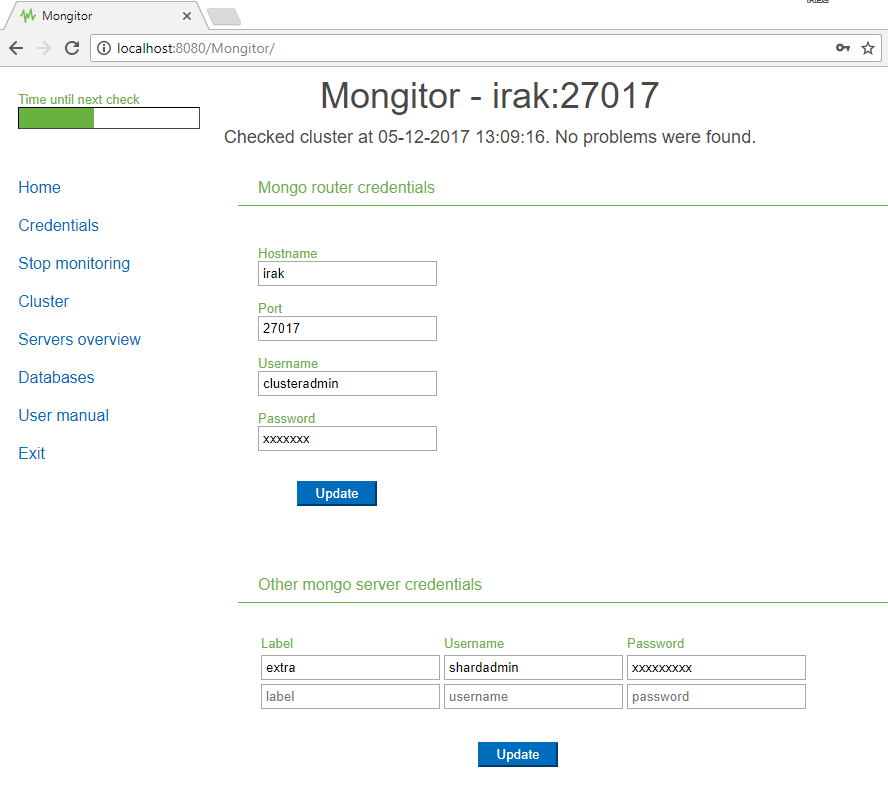 Mongitor
localhost:8080/Mongitor/
Time until next check
Mongitor - irak:27017
Checked cluster at 05-12-2017 13:09:16. No problems were found.
Home
Credentials
Stop monitoring
Cluster
Servers overview
Databases
User manual
Exit
Mongo router credentials
Hostname
irak
Port
27017
Username
clusteradmin
Password
xxxxxxx
Update
Other mongo server credentials
Label Username Password
extra shardadmin xxxxxxxxx
label username password
Update